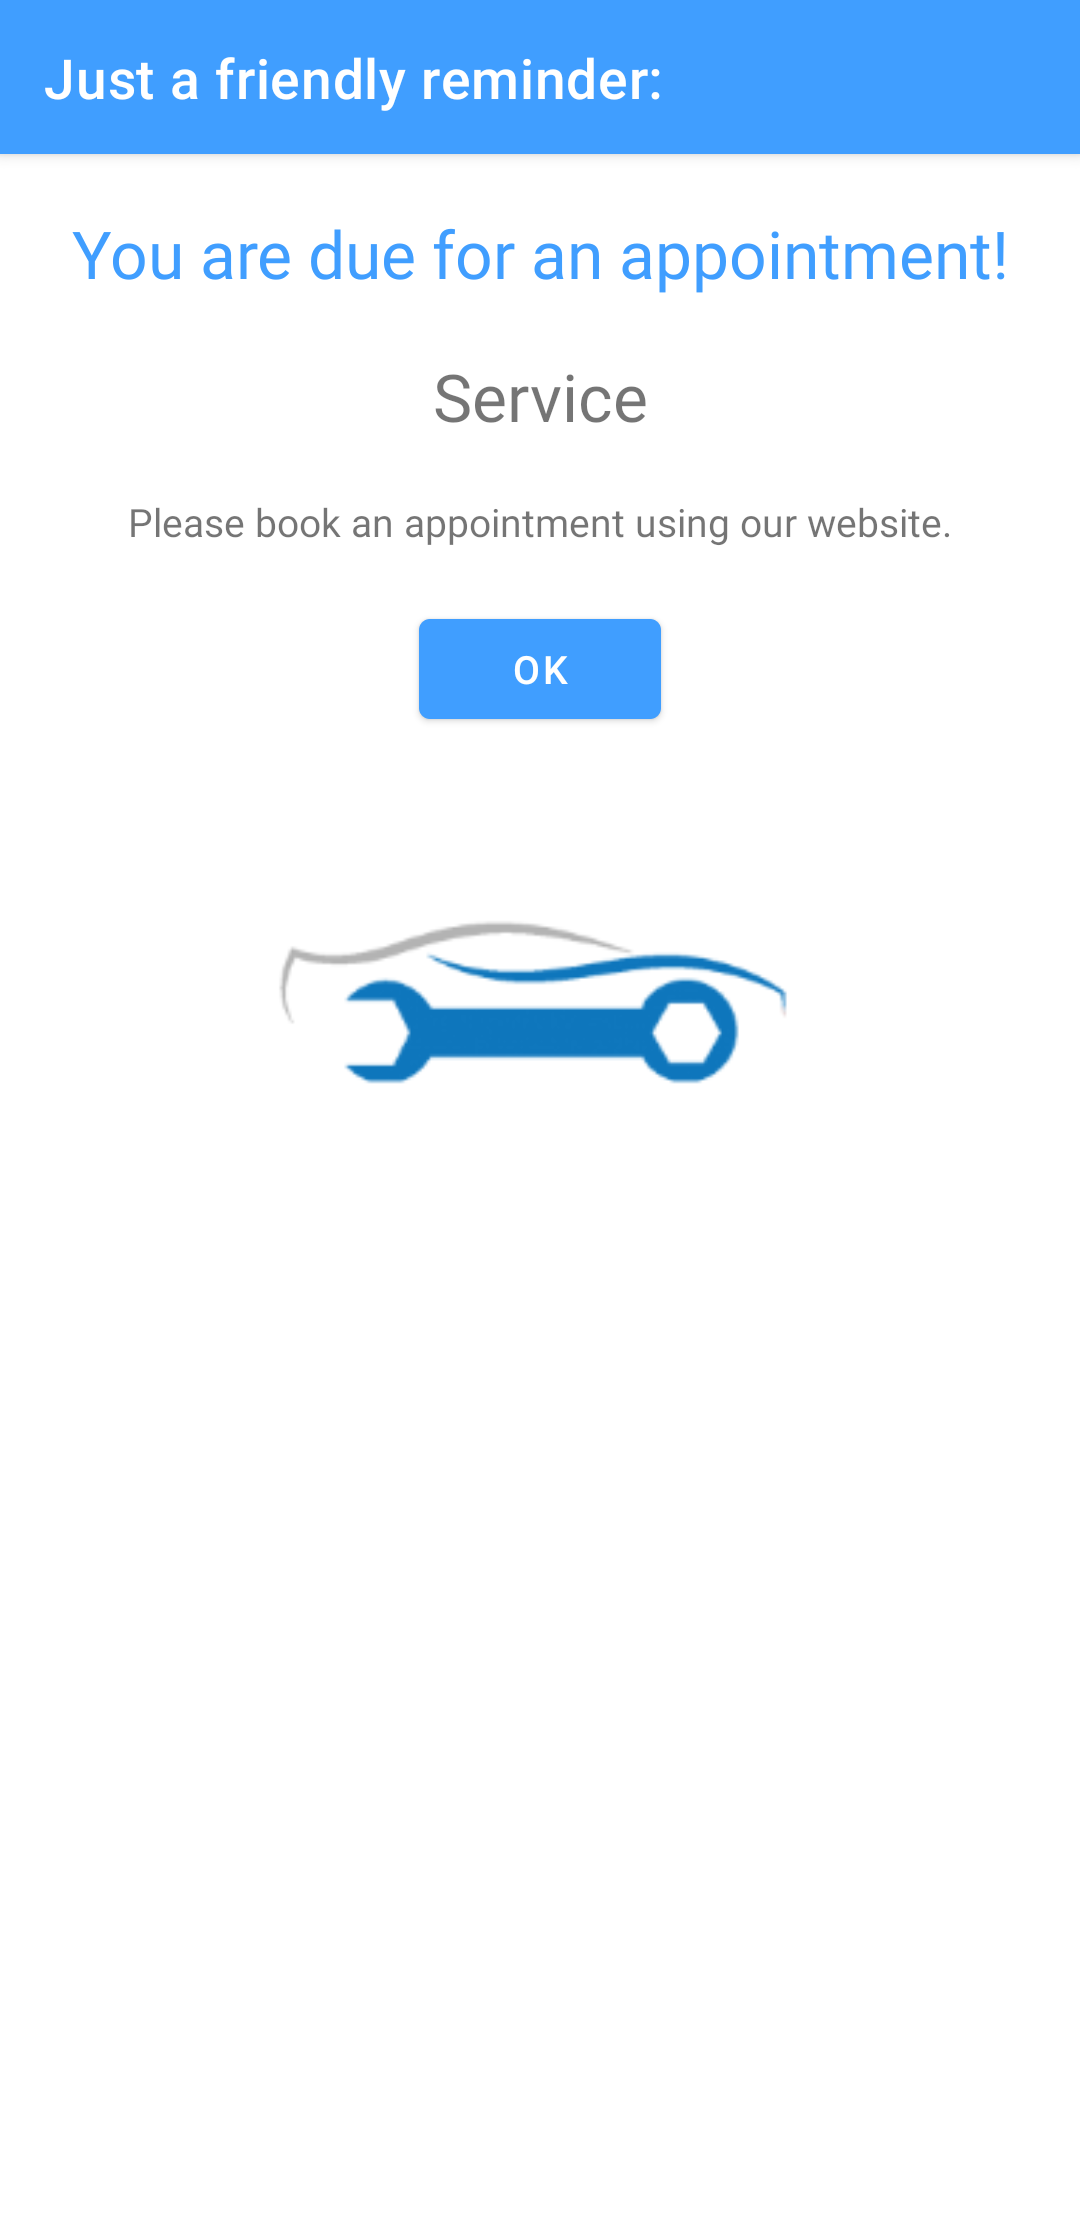 Just a friendly reminder:
You are due for an appointment!
Service
Please book an appointment using our website.
OK